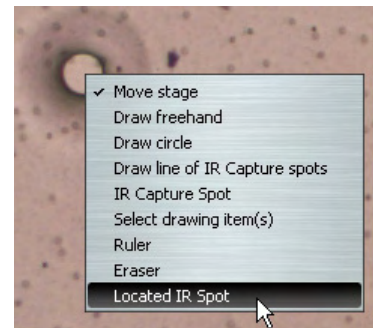 Move stage
Draw freehand
Draw circle
Draw line of IR Capture spots
IR Capture Spot
Select drawing item(s)
Ruler
Eraser
Located IR Spot